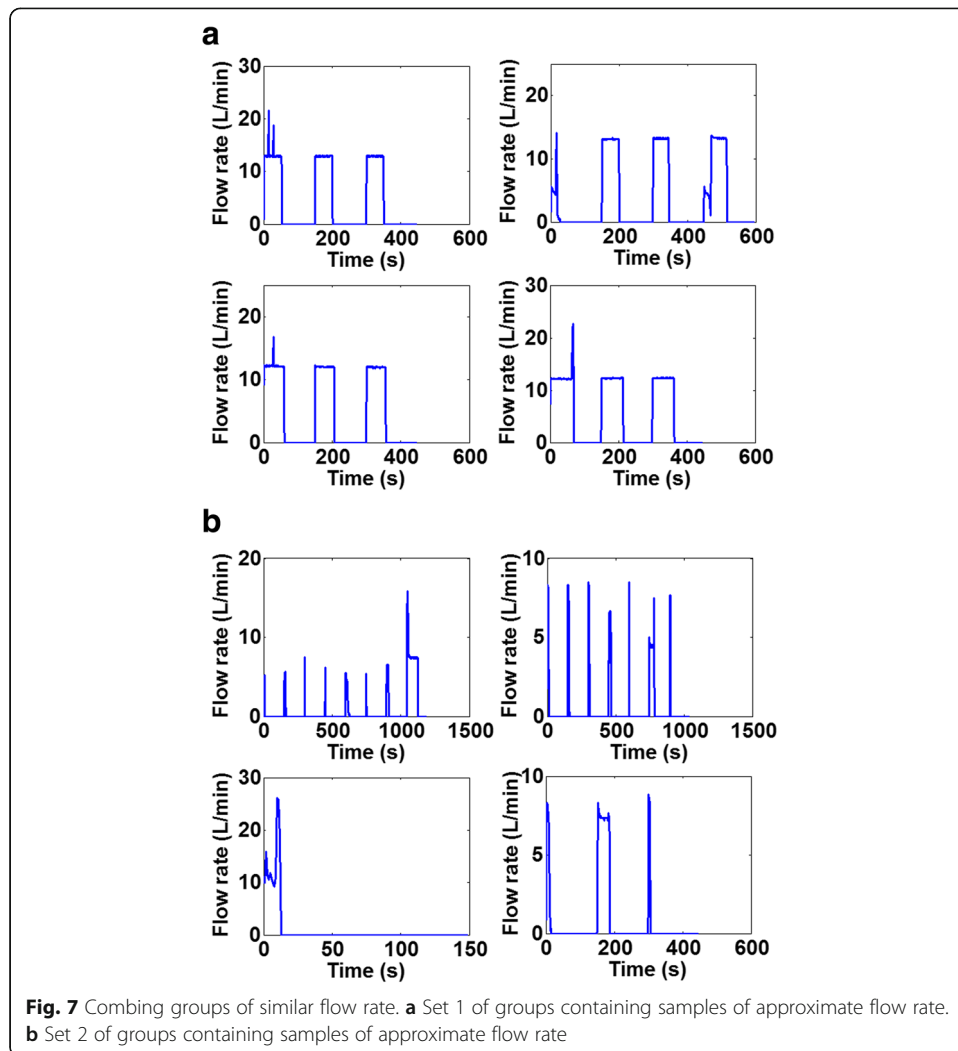 a
30
20
10
0
Flow rate (L/min)
0 200 400 600
Time (s)
20
10
0
Flow rate (L/min)
0 200 400 600
Time (s)
20
10
0
Flow rate (L/min)
0 200 400 600
Time (s)
30
20
10
0
Flow rate (L/min)
0 200 400 600
Time (s)
b
20
10
0
Flow rate (L/min)
0 500 1000 1500
Time (s)
10
5
0
Flow rate (L/min)
0 500 1000 1500
Time (s)
30
20
10
0
Flow rate (L/min)
0 50 100 150
Time (s)
10
5
0
Flow rate (L/min)
0 200 400 600
Time (s)
Fig. 7 Combing groups of similar flow rate. a Set 1 of groups containing samples of approximate flow rate.
b Set 2 of groups containing samples of approximate flow rate